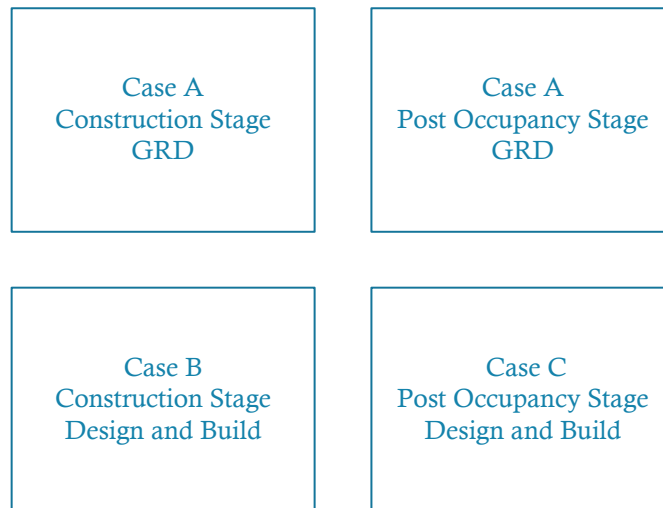 Case A
Construction Stage
GRD
Case A
Post Occupancy Stage
GRD
Case B
Construction Stage
Design and Build
Case C
Post Occupancy Stage
Design and Build